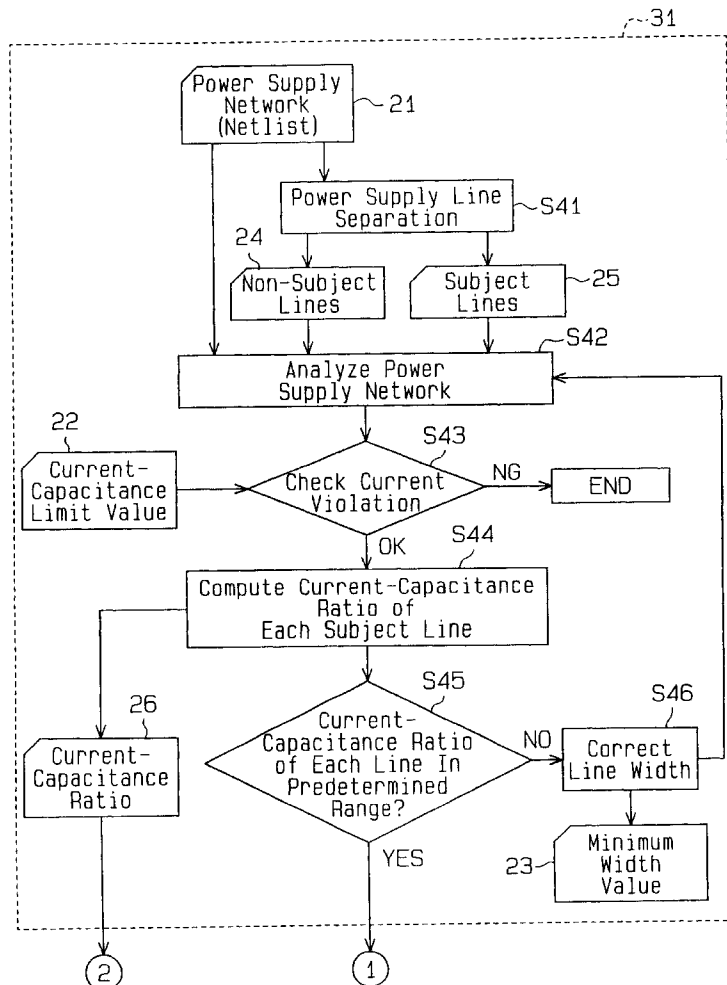 31
Power Supply
Network
(Netlist)
21
Power Supply Line
Separation
S41
24
Non-Subject
Lines
Subject
Lines
25
S42
Analyze Power
Supply Network
22
Current-
Capacitance
Limit Value
S43
Check Current
Violation
NG
END
OK
S44
Compute Current-Capacitance
Ratio of
Each Subject Line
S45
Current-
Capacitance Ratio
of Each Line In
Predetermined
Range?
NO
S46
Correct
Line Width
26
Current-
Capacitance
Ratio
YES
23
Minimum
Width
Value
2
1